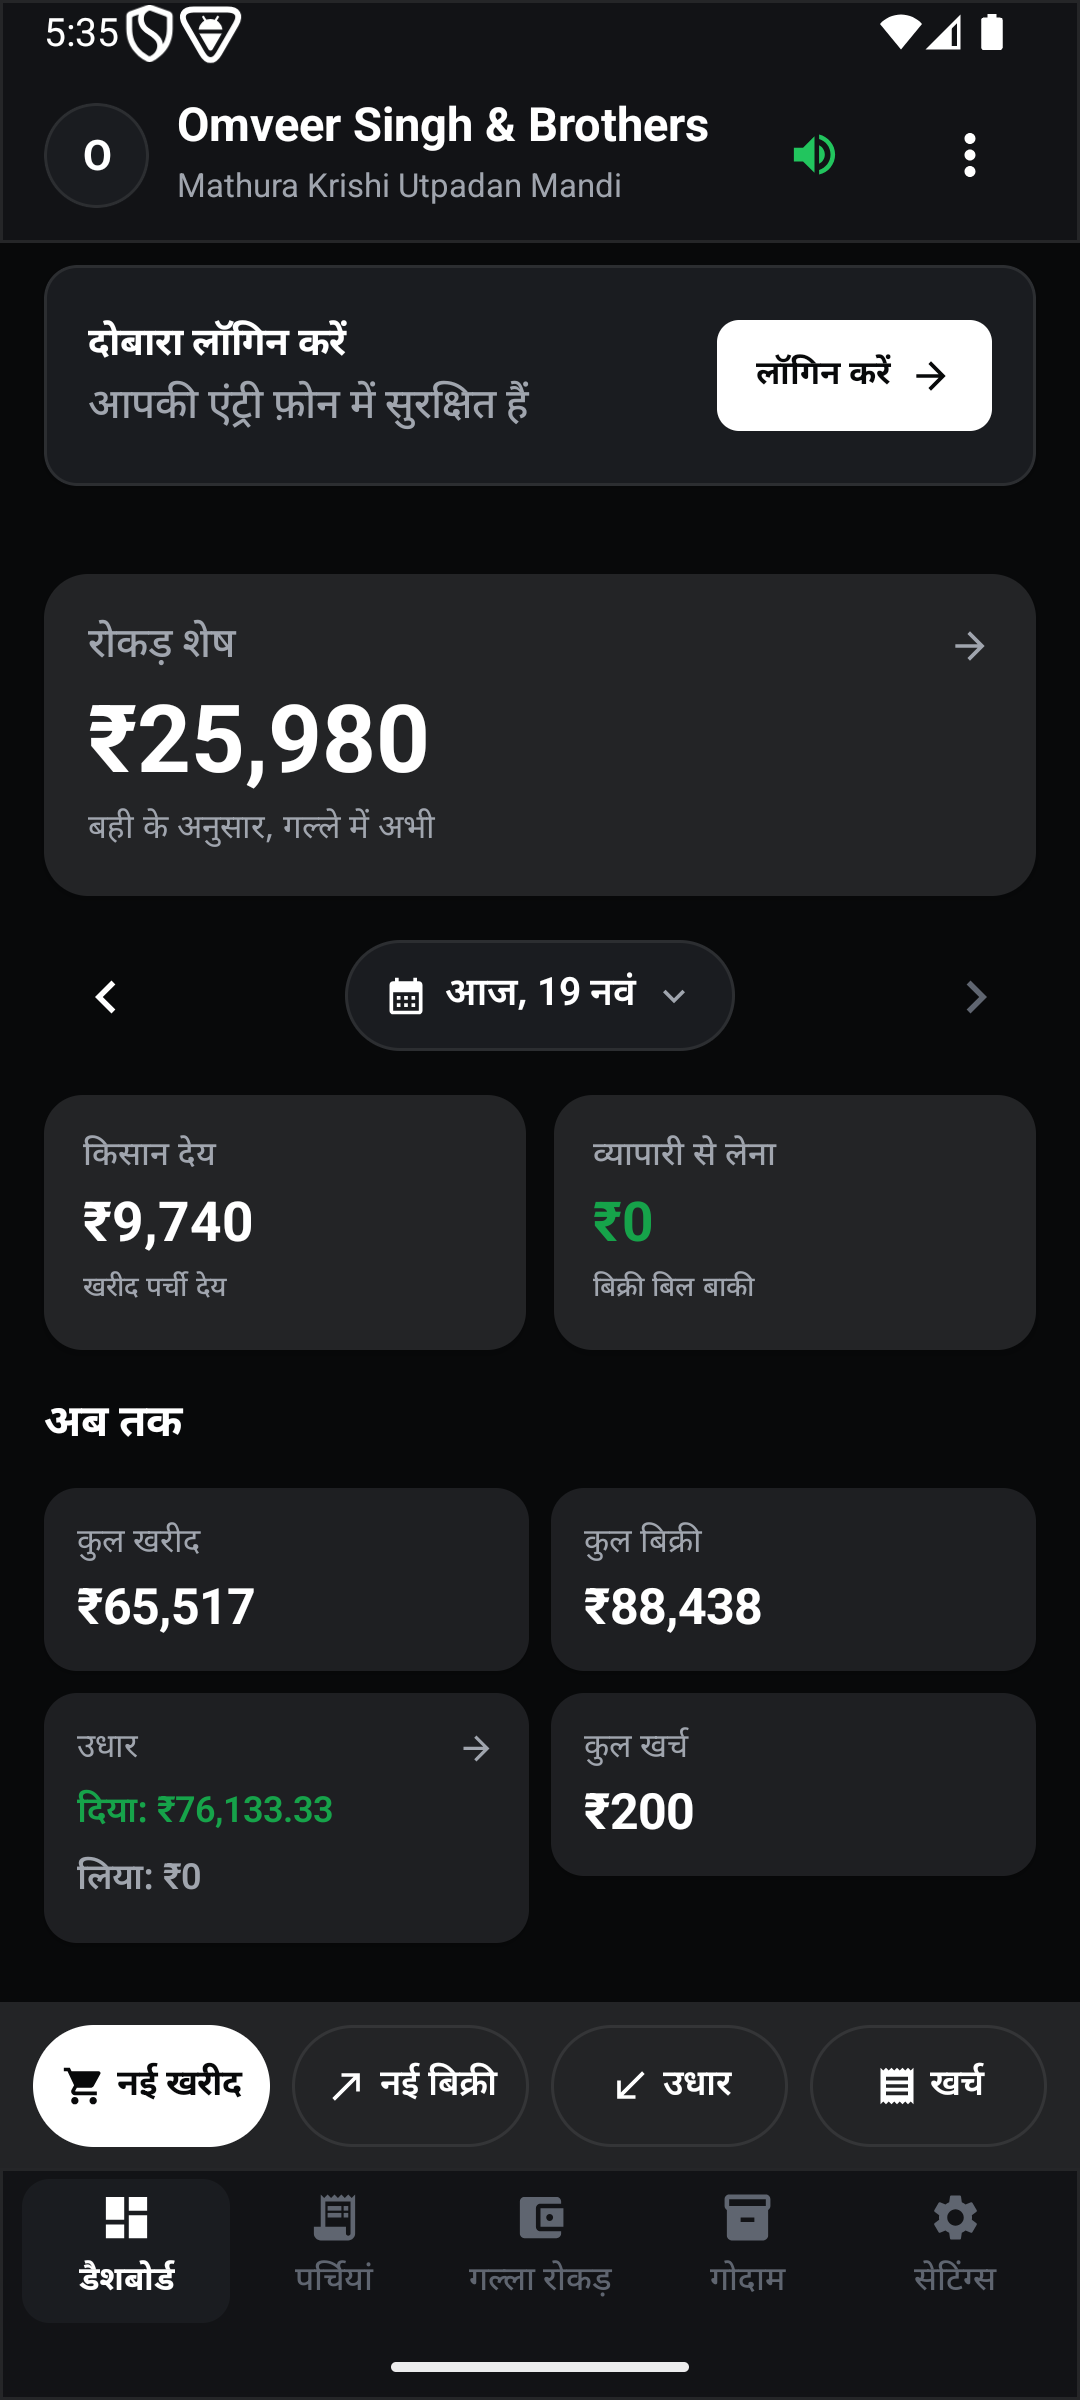 5:35
O
Omveer Singh & Brothers
Mathura Krishi Utpadan Mandi
दोबारा लॉगिन करें
आपकी एंट्री फ़ोन में सुरक्षित हैं
लॉगिन करें
रोकड़ शेष
₹25,980
बही के अनुसार, गल्ले में अभी
आज, 19 नवं
किसान देय
₹9,740
खरीद पर्ची देय
व्यापारी से लेना
₹0
बिक्री बिल बाकी
अब तक
कुल खरीद
₹65,517
कुल बिक्री
₹88,438
उधार
दिया: ₹76,133.33
लिया: ₹0
कुल खर्च
₹200
नई खरीद
नई बिक्री
उधार
खर्च
डैशबोर्ड
पर्चियां
गल्ला रोकड़
गोदाम
सेटिंग्स